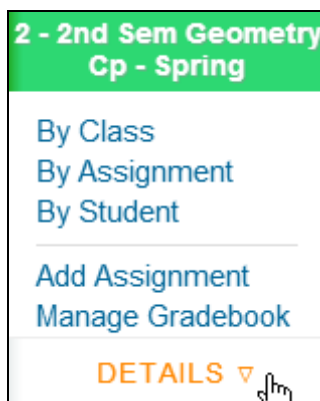 2 - 2nd Sem Geometry
Cp - Spring
By Class
By Assignment
By Student
Add Assignment
Manage Gradebook
DETAILS ▿